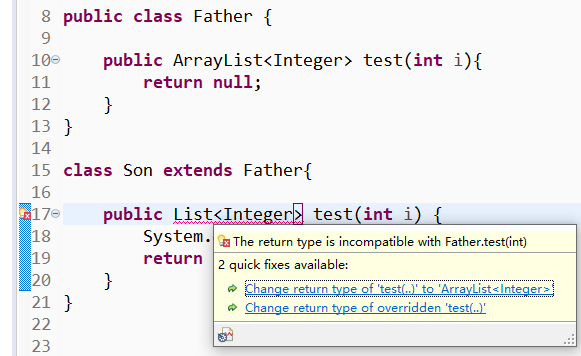 8 public class Father {
9
10 public ArrayList<Integer> test(int i){
11 return null;
12 }
13 }
14
15 class Son extends Father{
16
17 public List<Integer> test(int i) {
18 System.
19 return
20 }
21 }
22
23
The return type is incompatible with Father.test(int)
2 quick fixes available:
Change return type of 'test(..)' to 'ArrayList<Integer>'
Change return type of overridden 'test(..)'